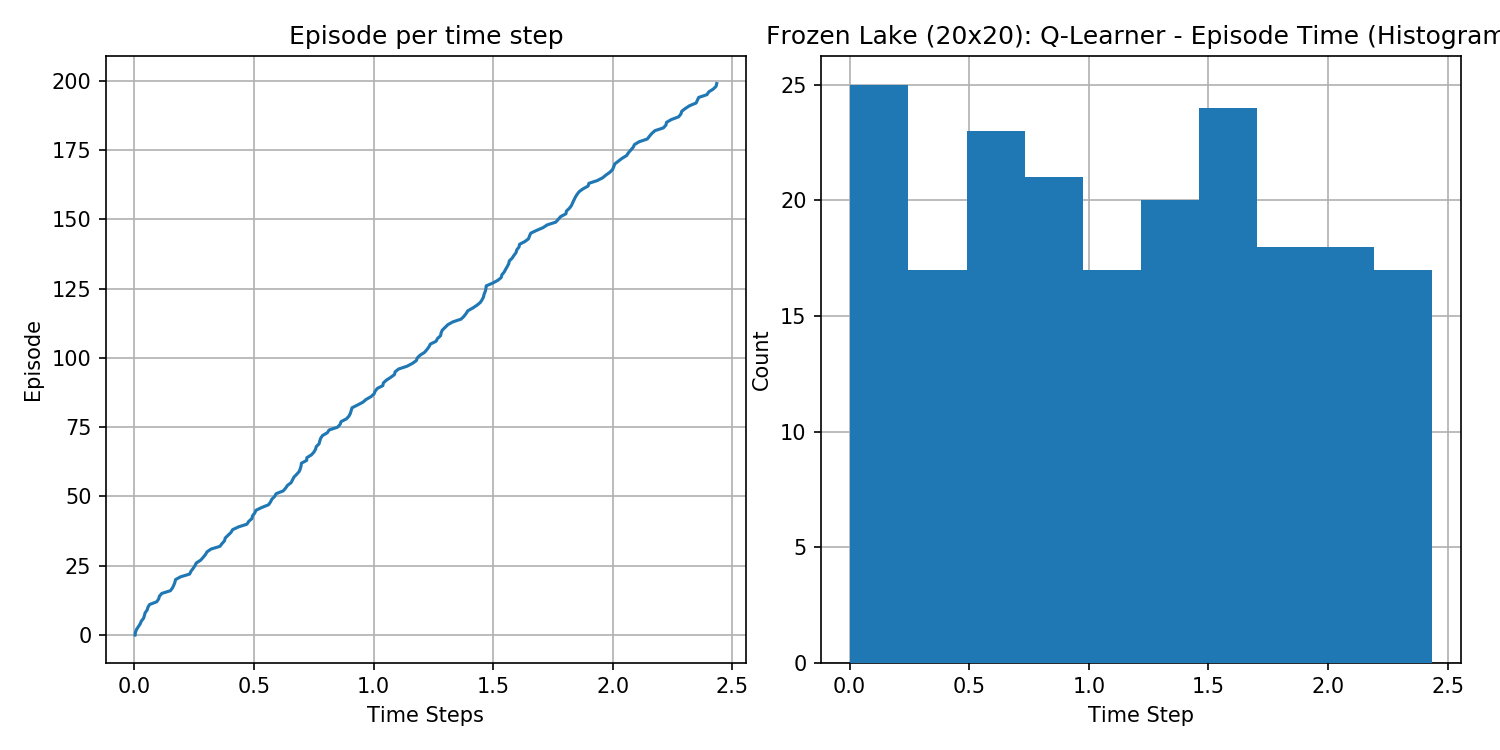 Episode per time step
200
175
150
125
100
75
50
25
0
Episode
0.0 0.5 1.0 1.5 2.0 2.5
Time Steps
Frozen Lake (20x20): Q-Learner - Episode Time (Histogram
25
20
15
10
5
0
Count
0.0 0.5 1.0 1.5 2.0 2.5
Time Step